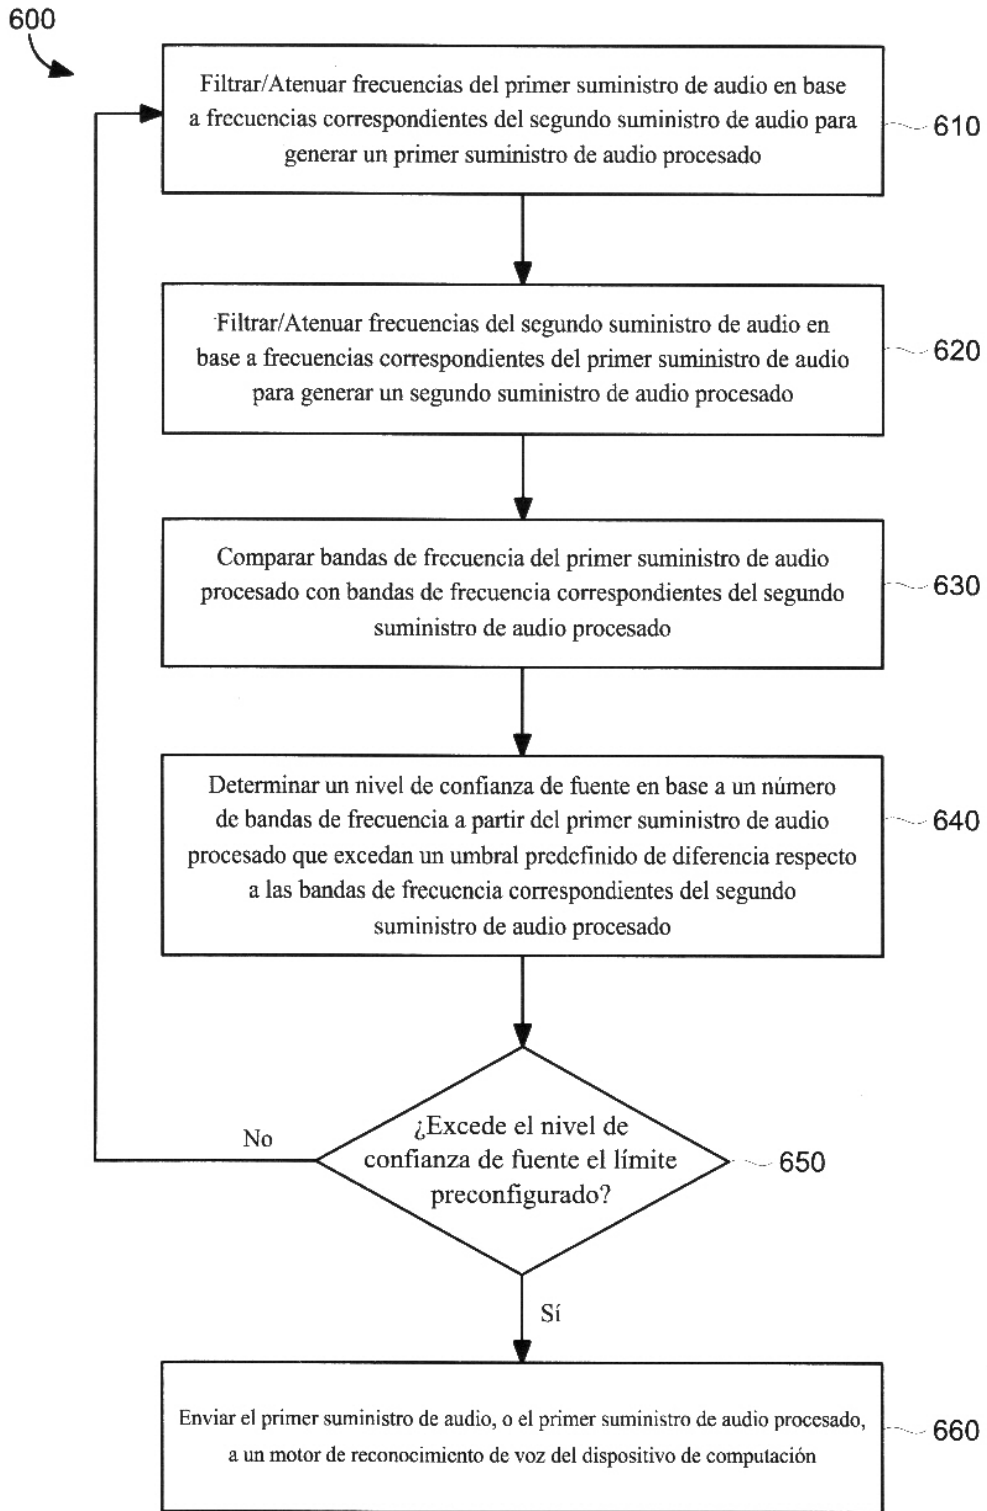 600
Filtrar/Atenuar frecuencias del primer suministro de audio en base
a frecuencias correspondientes del segundo suministro de audio para
generar un primer suministro de audio procesado
610
Filtrar/Atenuar frecuencias del segundo suministro de audio en
base a frecuencias correspondientes del primer suministro de audio
para generar un segundo suministro de audio procesado
620
Comparar bandas de frecuencia del primer suministro de audio
procesado con bandas de frecuencia correspondientes del segundo
suministro de audio procesado
630
Determinar un nivel de confianza de fuente en base a un número
de bandas de frecuencia a partir del primer suministro de audio
procesado que excedan un umbral predefinido de diferencia respecto
a las bandas de frecuencia correspondientes del segundo
suministro de audio procesado
640
No
¿Excede el nivel de
confianza de fuente el límite
preconfigurado?
650
Sí
Enviar el primer suministro de audio, o el primer suministro de audio procesado,
a un motor de reconocimiento de voz del dispositivo de computación
660